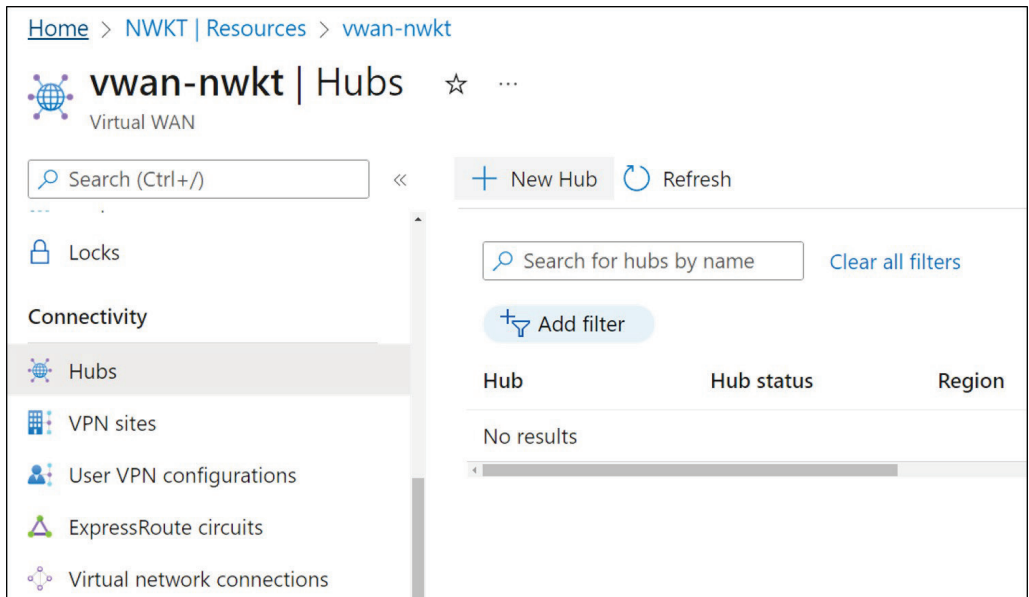 Home > NWKT | Resources > vwan-nwkt
vwan-nwkt | Hubs
Virtual WAN
Search (Ctrl+/)
New Hub
Refresh
Locks
Connectivity
Hubs
VPN sites
User VPN configurations
ExpressRoute circuits
Virtual network connections
Search for hubs by name
Clear all filters
Add filter
Hub Hub status Region
No results